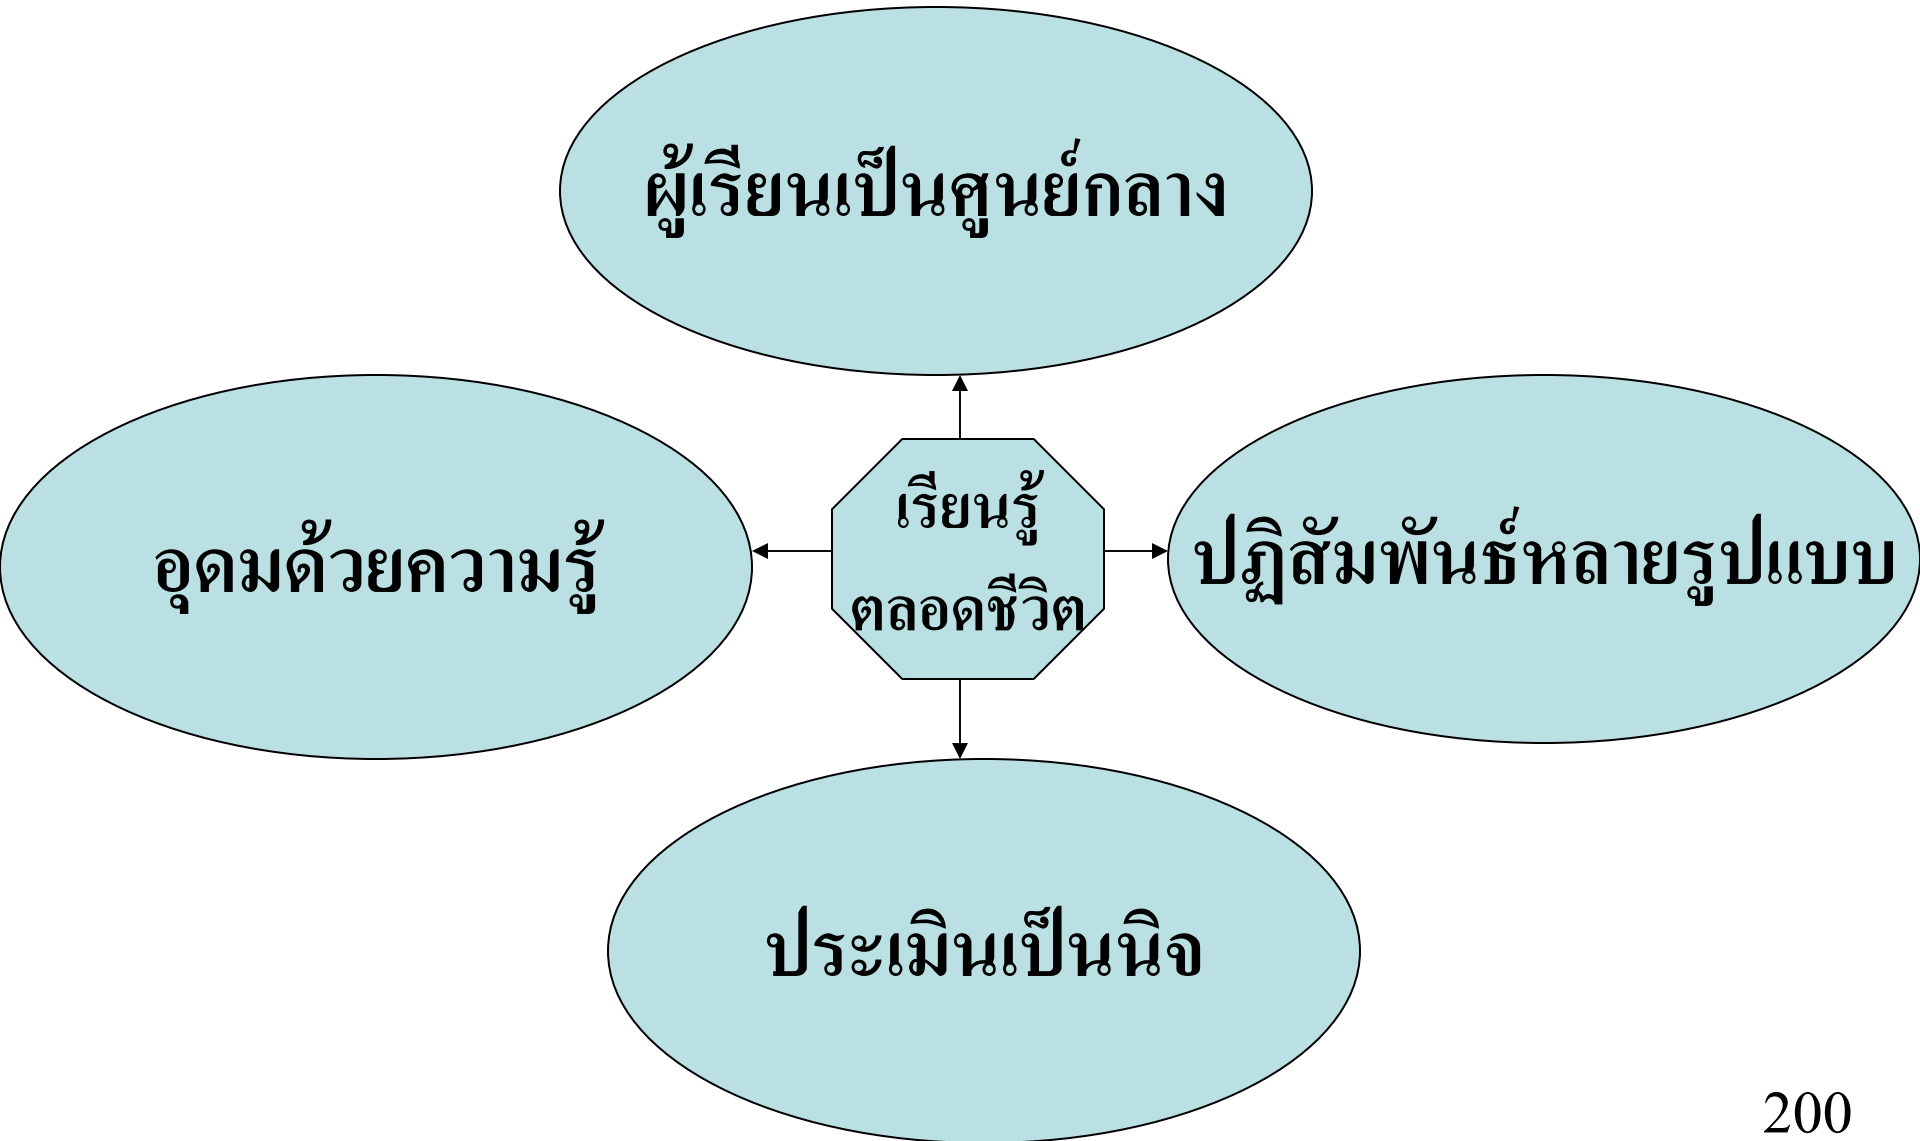 ผู้เรียนเป็นศูนย์กลาง
อุดมด้วยความรู้
เรียนรู้
ตลอดชีวิต
ปฏิสัมพันธ์หลายรูปแบบ
ประเมินเป็นนิจ
200